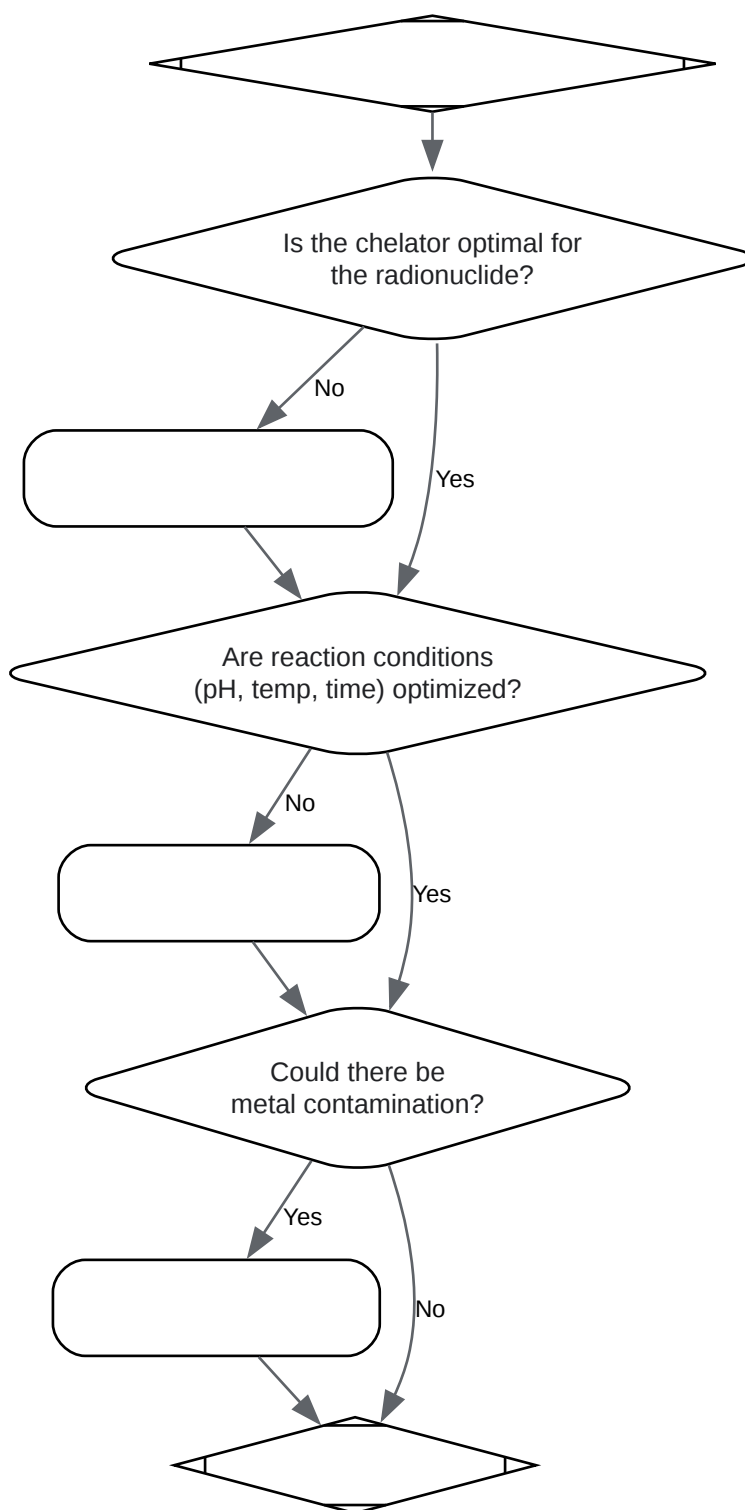 Is the chelator optimal for
the radionuclide?
No
Yes
Are reaction conditions
(pH, temp, time) optimized?
No
Yes
Could there be
metal contamination?
Yes
No